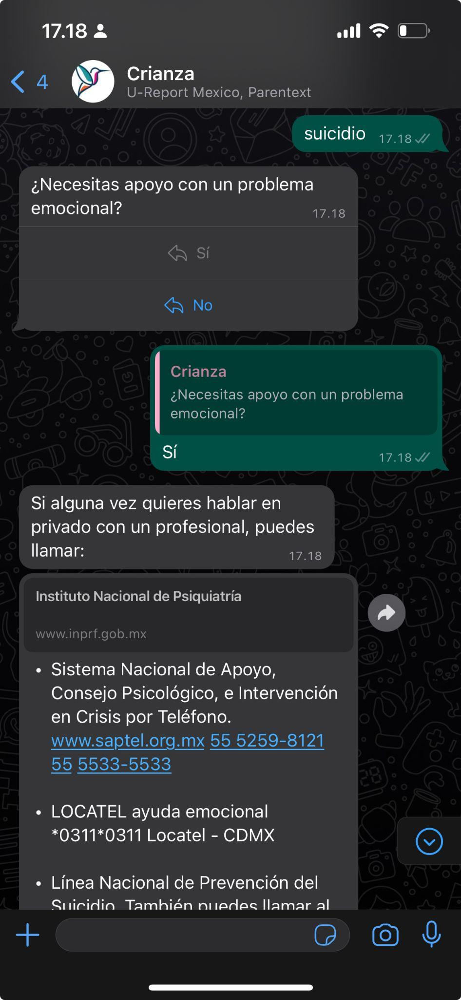 17.18
4
Crianza
U-Report Mexico, Parentext
suicidio 17.18
¿Necesitas apoyo con un problema
emocional?
17.18
Sí
No
Crianza
¿Necesitas apoyo con un problema
emocional?
Sí
17.18
Si alguna vez quieres hablar en
privado con un profesional, puedes
llamar:
17.18
Instituto Nacional de Psiquiatría
www.inprf.gob.mx
• Sistema Nacional de Apoyo,
Consejo Psicológico, e Intervención
en Crisis por Teléfono.
www.saptel.org.mx 55 5259-8121
55 5533-5533
• LOCATEL ayuda emocional
*0311*0311 Locatel - CDMX
• Línea Nacional de Prevención del
Suicidio. También puedes llamar al